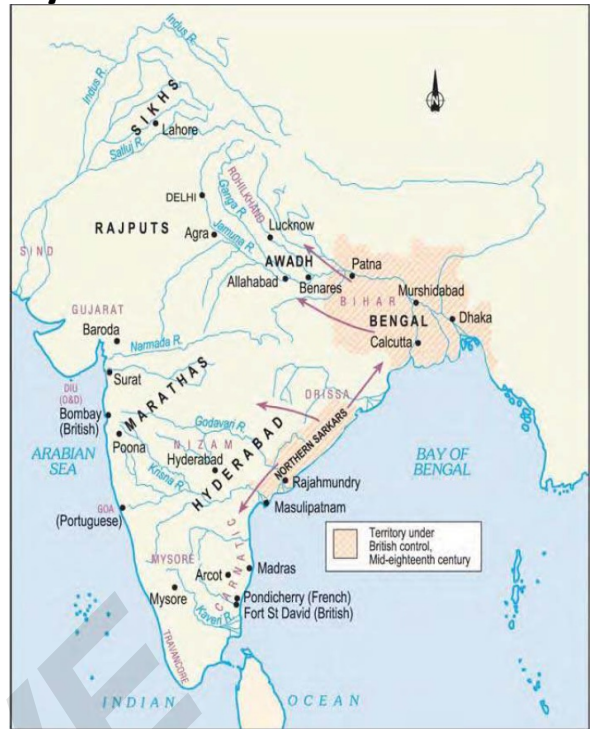 Indus R.
Indus R.
SIKHS
Lahore
Salluj R.
DELHI
Ganga R.
ROHILKHAND
RAJPUTS
Agra
Jamuna R.
Lucknow
SIND
AWADH
Patna
Allahabad
Benares
Murshidabad
BIHAR
GUJARAT
BENGAL
Dhaka
Baroda
Narmada R.
Calcutta
Surat
MARATHAS
DIU
(O&D)
DRISSA
Bombay
(British)
Godavari R.
NORTHERN SARKARS
ARABIAN
SEA
Poona
NIZAM
HYDERABAD
BAY OF
BENGAL
Krisna R.
Hyderabad
Rajahmundry
GOA
(Portuguese)
Masulipatnam
CARNATIC
Territory under
British control,
Mid-eighteenth century
MYSORE
Arcot
Madras
Mysore
Pondicherry (French)
Kaveri R.
Fort St David (British)
TRAVANCORE
INDIAN OCEAN